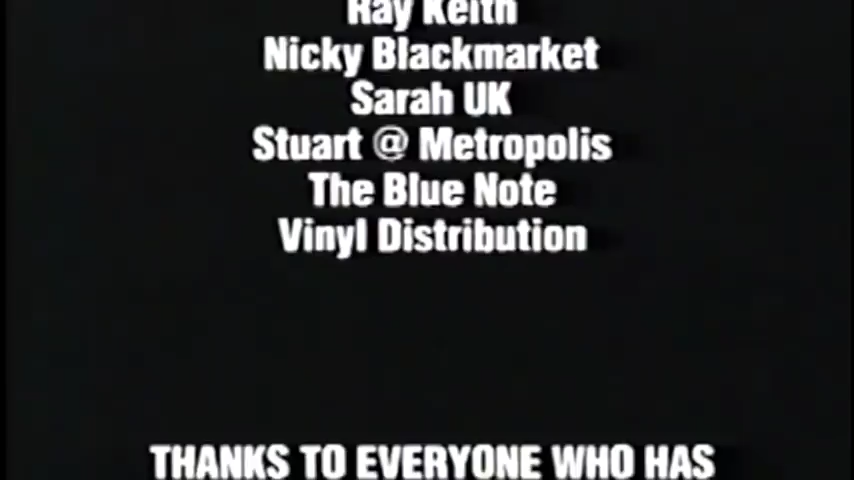 Ray Keith
Nicky Blackmarket
Sarah UK
Stuart @ Metropolis
The Blue Note
Vinyl Distribution
THANKS TO EVERYONE WHO HAS